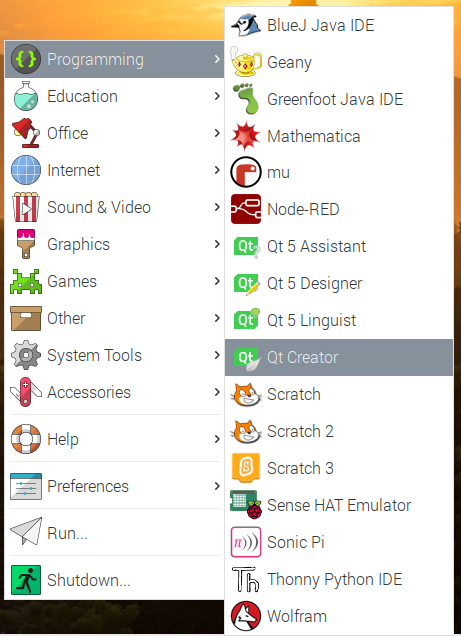 Programming
Education
Office
Internet
Sound & Video
Graphics
Games
Other
System Tools
Accessories
Help
Preferences
Run...
Shutdown...
BlueJ Java IDE
Geany
Greenfoot Java IDE
Mathematica
mu
Node-RED
Qt 5 Assistant
Qt 5 Designer
Qt 5 Linguist
Qt Creator
Scratch
Scratch 2
Scratch 3
Sense HAT Emulator
Sonic Pi
Thonny Python IDE
Wolfram